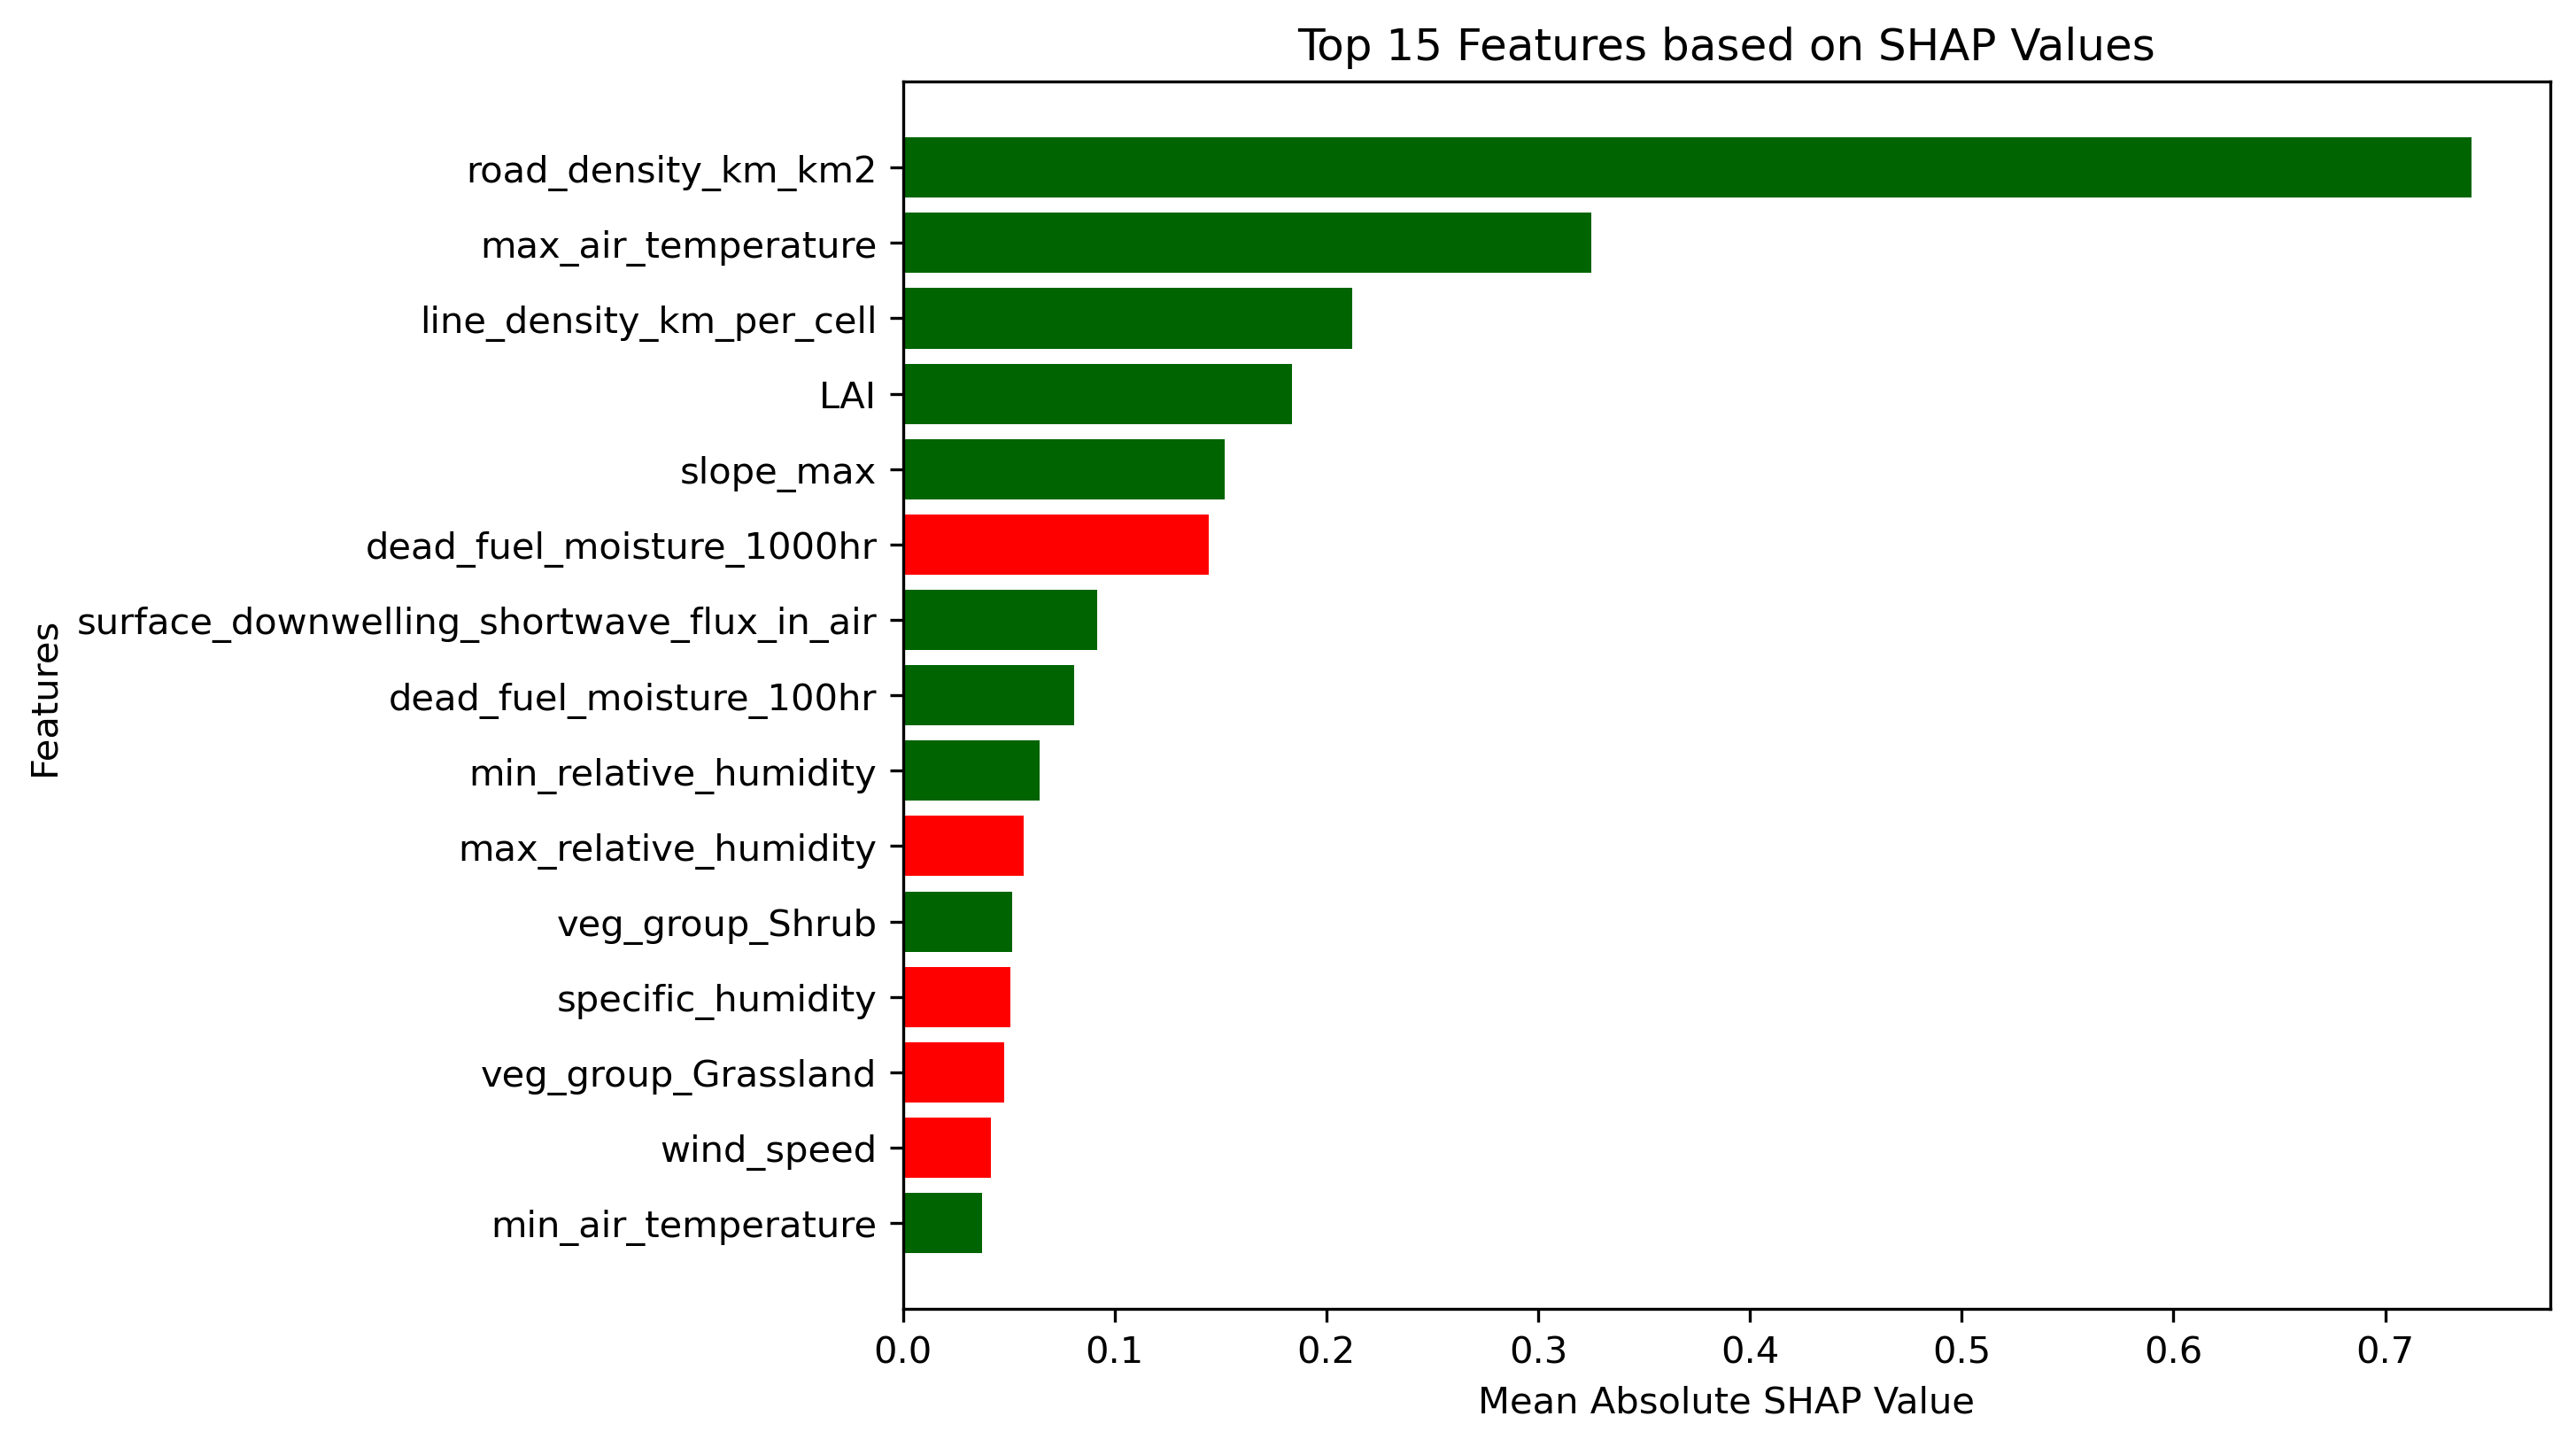 Top 15 Features based on SHAP Values
Features
road_density_km_km2
max_air_temperature
line_density_km_per_cell
LAI
slope_max
dead_fuel_moisture_1000hr
surface_downwelling_shortwave_flux_in_air
dead_fuel_moisture_100hr
min_relative_humidity
max_relative_humidity
veg_group_Shrub
specific_humidity
veg_group_Grassland
wind_speed
min_air_temperature
0.0 0.1 0.2 0.3 0.4 0.5 0.6 0.7
Mean Absolute SHAP Value